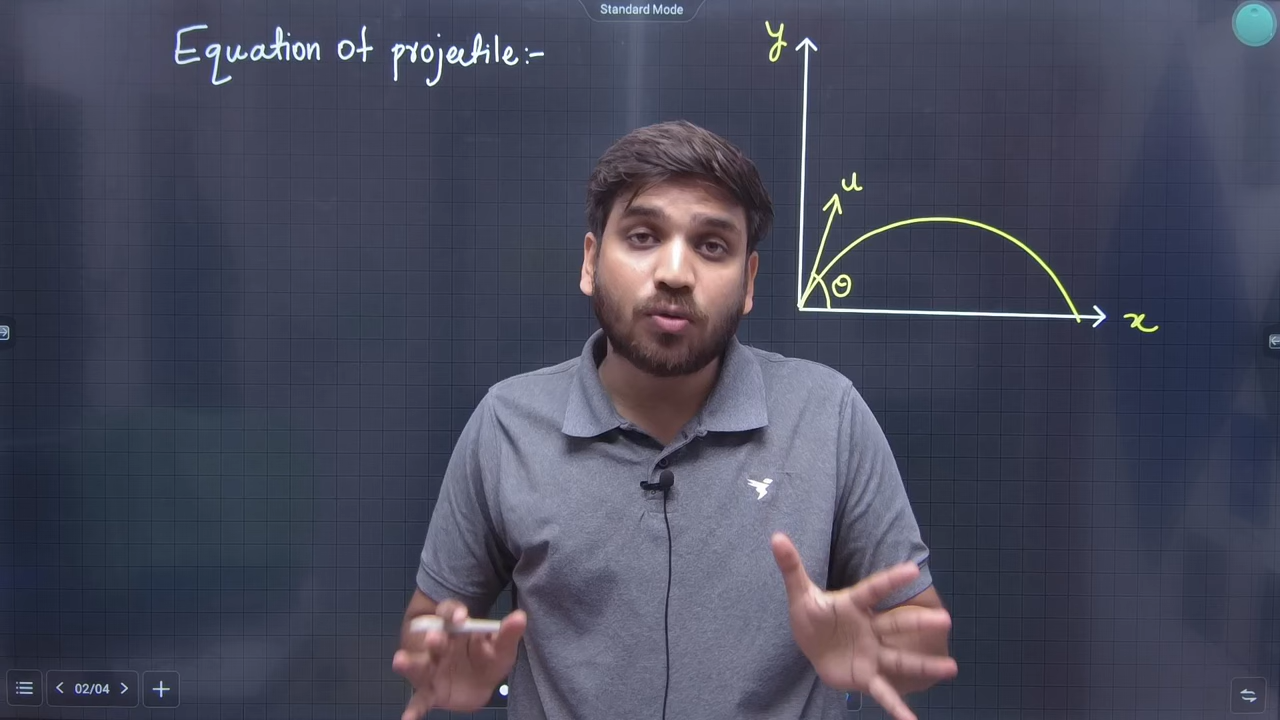 Standard Mode
Equation of projectile:-
y
u
θ
x
02/04